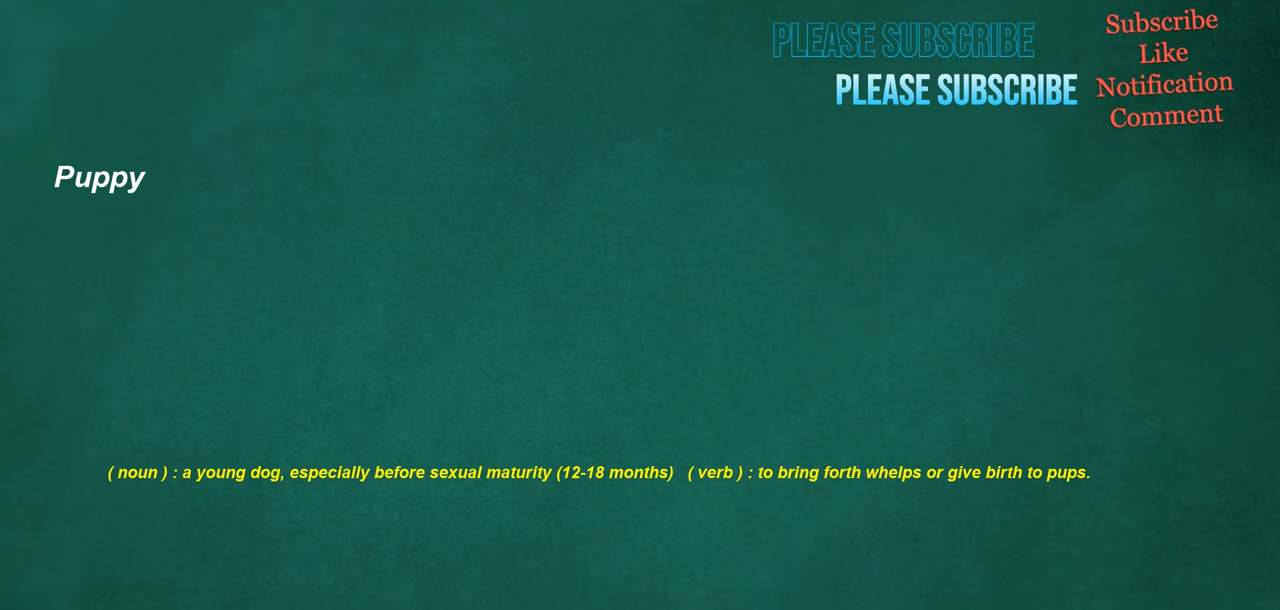 PLEASE SUBSCRIBE
PLEASE SUBSCRIBE
Subscribe
Like
Notification
Comment
Puppy
( noun ) : a young dog, especially before sexual maturity (12-18 months)   ( verb ) : to bring forth whelps or give birth to pups.